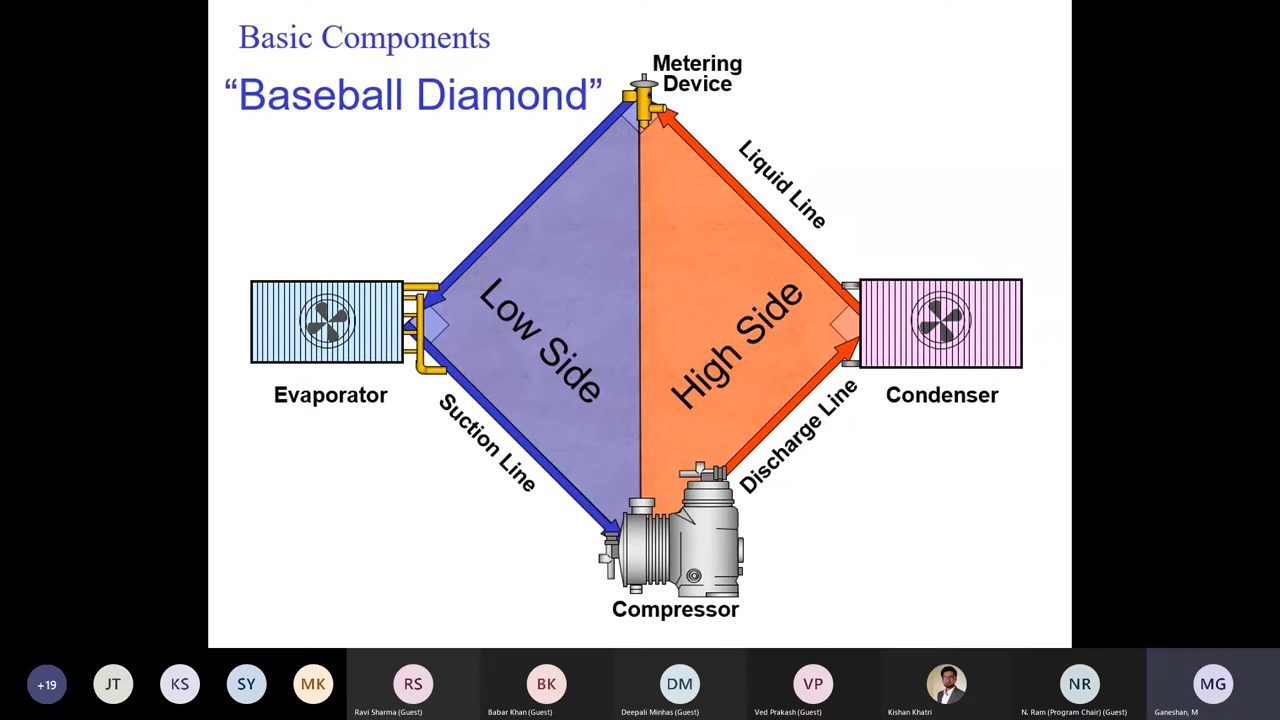 Basic Components
“Baseball Diamond”
Metering
Device
Liquid Line
Low Side
High Side
Evaporator
Condenser
Suction Line
Discharge Line
Compressor
+19
JT
KS
SY
MK
RS
BK
DM
VP
NR
MG
Ravi Sharma (Guest)
Babar Khan (Guest)
Deepali Minhas (Guest)
Ved Prakash (Guest)
Kishan Khatri
N. Ram (Program Chair) (Guest)
Ganeshan, M